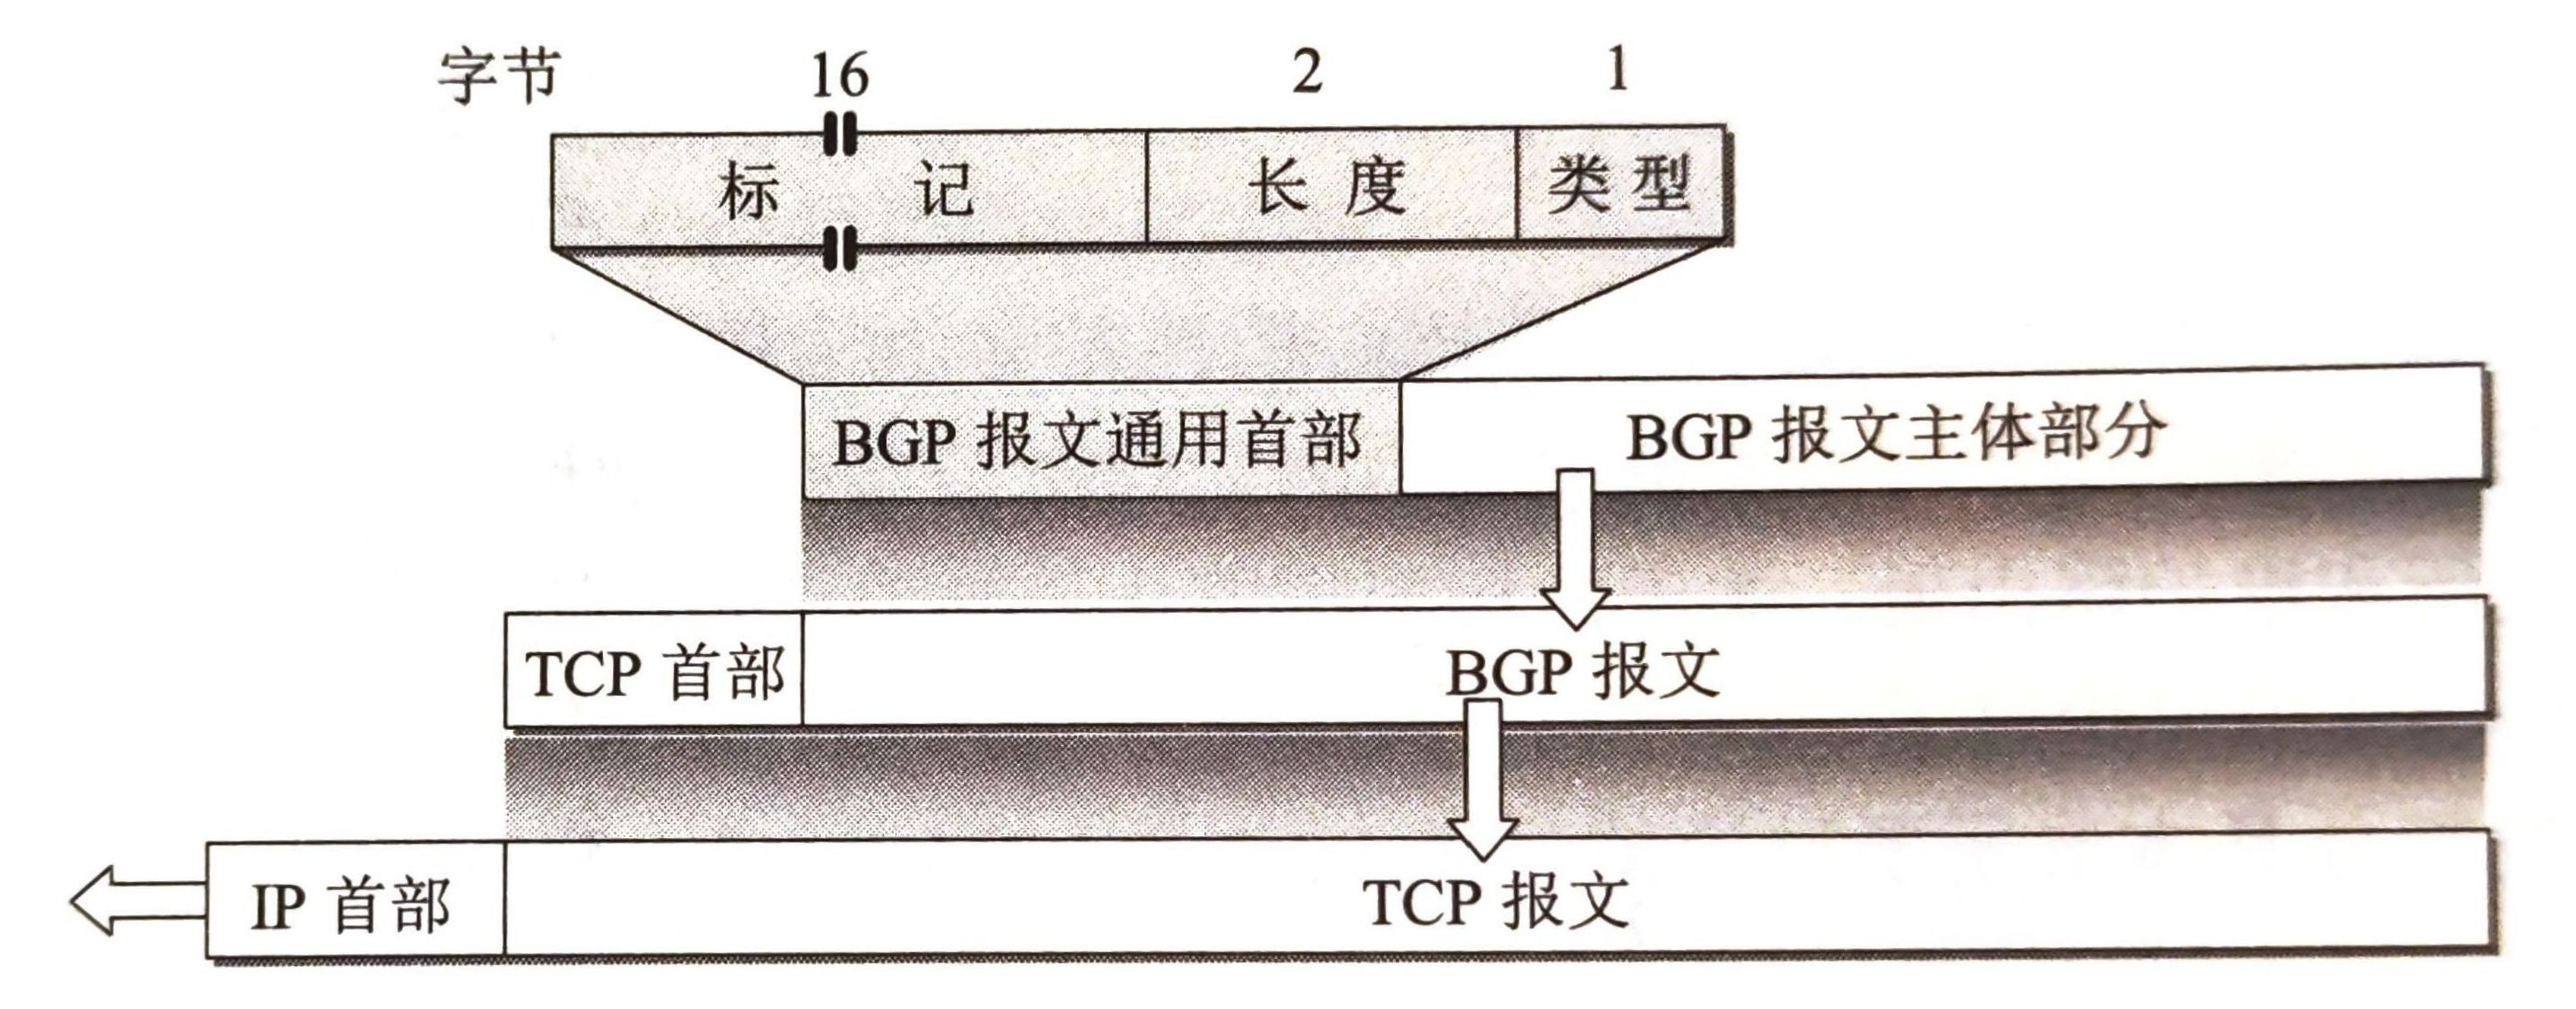 字节 16 2 1
标 记 长 度 类 型
BGP 报文通用首部 BGP 报文主体部分
TCP 首部 BGP 报文
IP 首部 TCP 报文